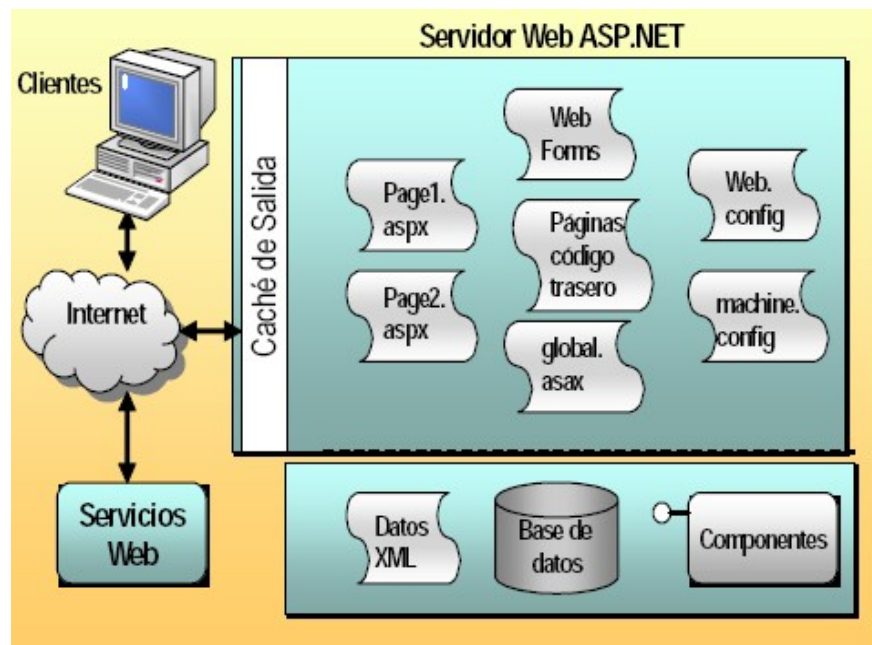 Servidor Web ASP.NET
Clientes
Internet
Servicios
Web
Caché de Salida
Page1.
aspx
Page2.
aspx
Web
Forms
Páginas
código
trasero
global.
asax
Web.
config
machine.
config
Datos
XML
Base de
datos
Componentes